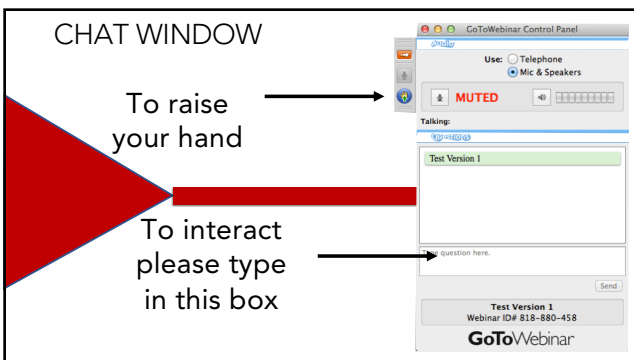 CHAT WINDOW
To raise
your hand
To interact
please type
in this box
GoToWebinar Control Panel
Audio
Use: Telephone
Mic & Speakers
MUTED
Talking:
Questions
Test Version 1
Type question here.
Send
Test Version 1
Webinar ID# 818-880-458
GoToWebinar